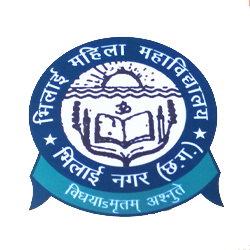 भिलाई महिला महाविद्यालय
भिलाई नगर (छ.ग.)
विद्ययाऽमृतम् अश्नुते